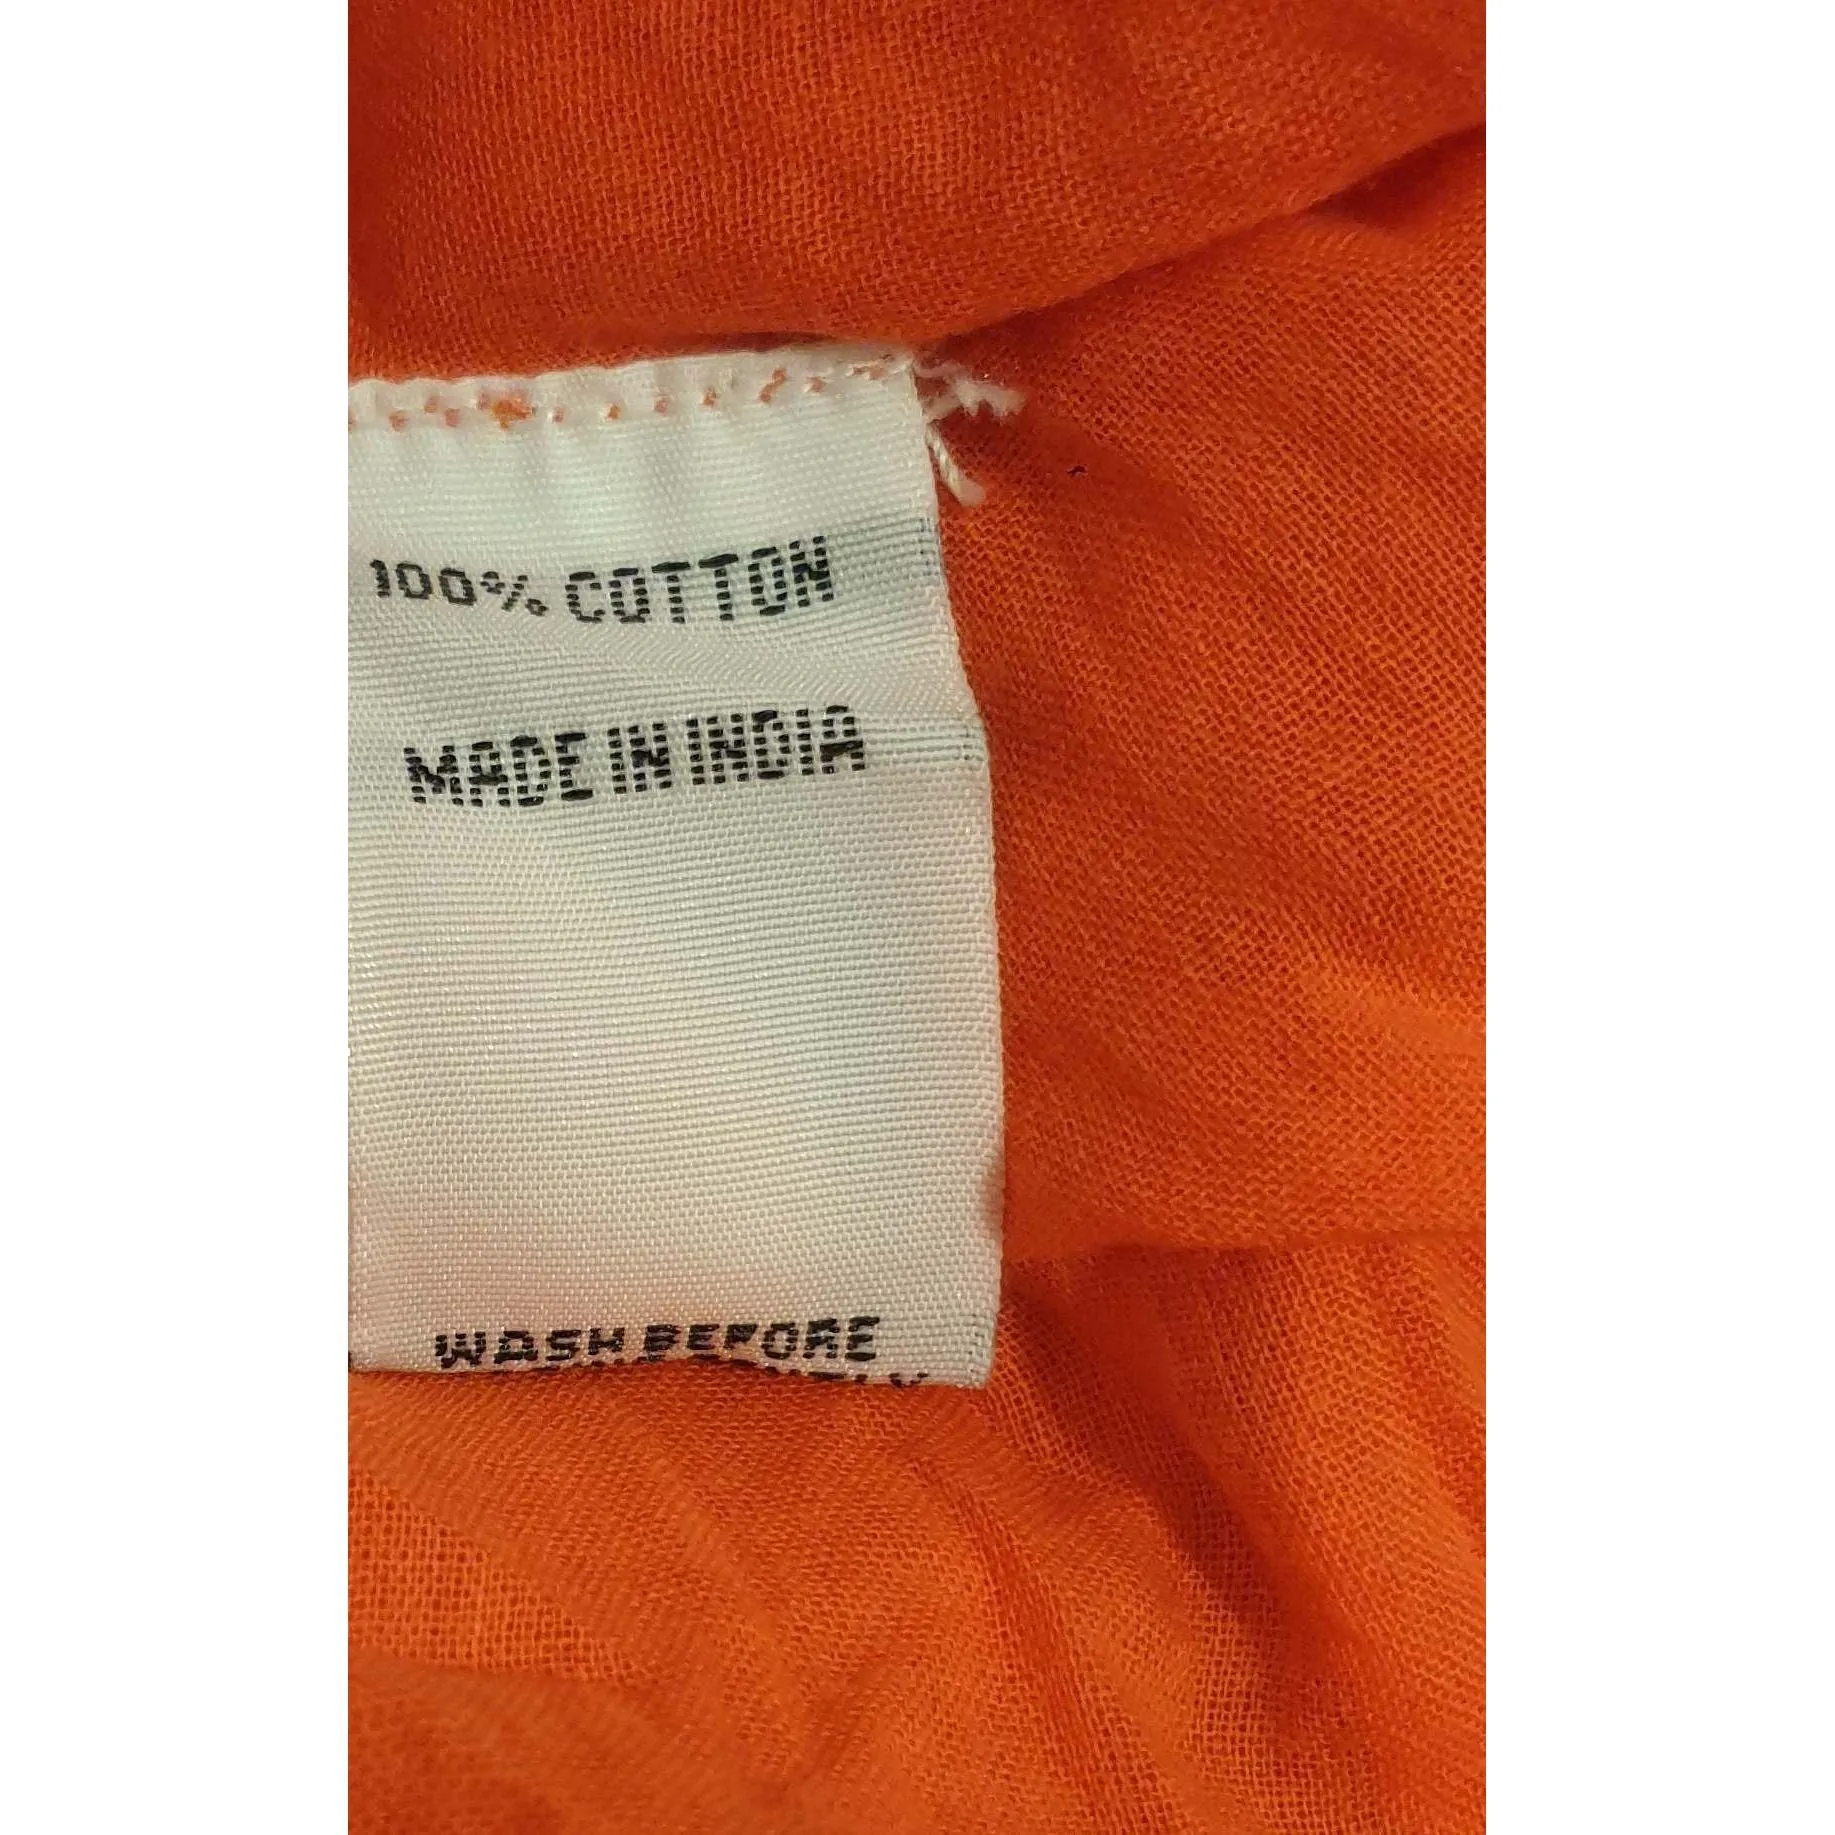 100% COTTON
MADE IN INDIA
WASH BEFORE